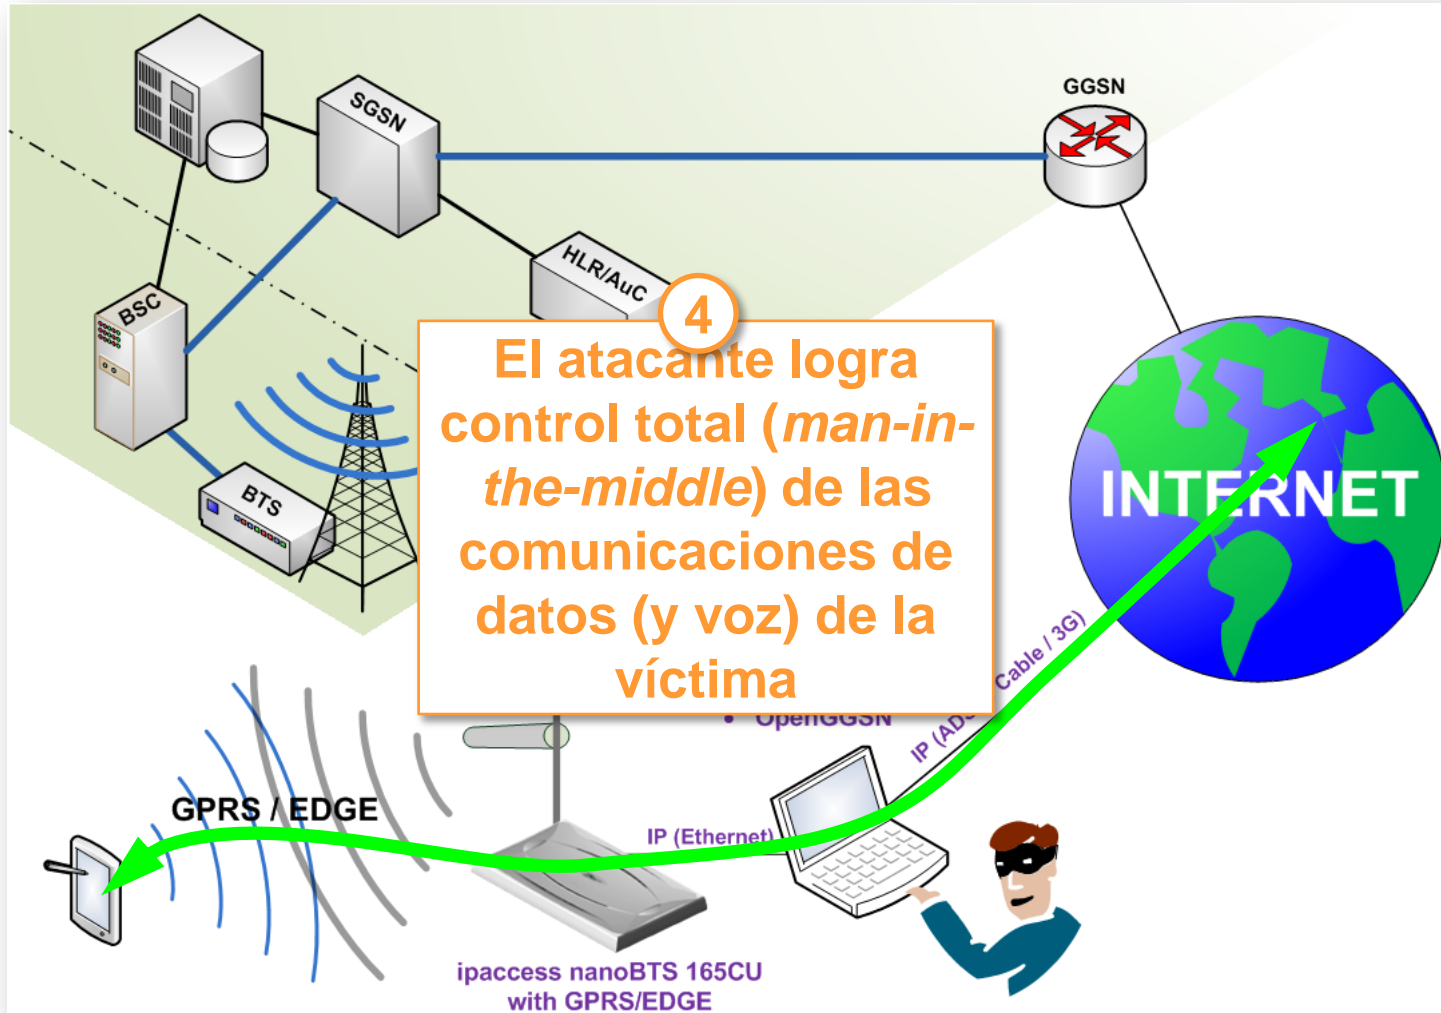 SGSN
GGSN
HLR/AuC
BSC
4
El atacante logra
control total (man-in-
the-middle) de las
comunicaciones de
datos (y voz) de la
víctima
BTS
INTERNET
• OpenGGSN
IP (ADS
Cable / 3G)
GPRS / EDGE
IP (Ethernet)
ipaccess nanoBTS 165CU
with GPRS/EDGE